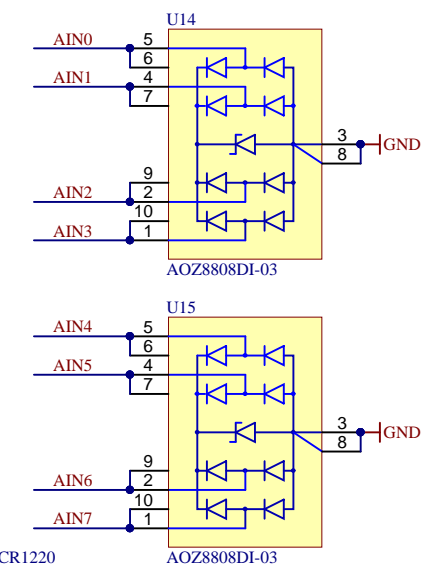 U14
AIN0 5
6
AIN1 4
7
3 GND
8
9
AIN2 2
10
AIN3 1
AOZ8808DI-03
U15
AIN4 5
6
AIN5 4
7
3 GND
8
9
AIN6 2
10
AIN7 1
CR1220 AOZ8808DI-03